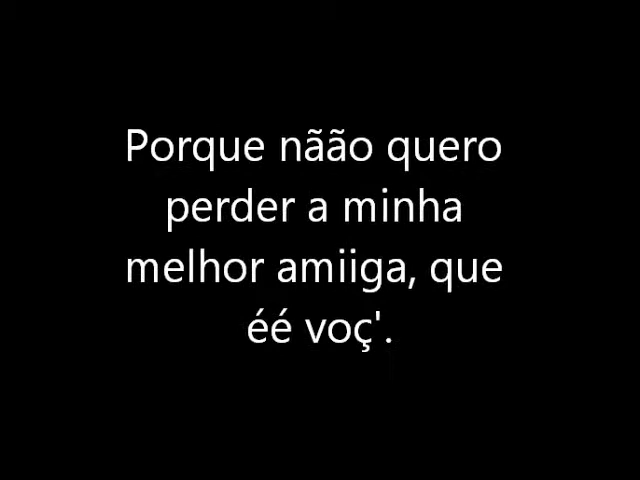 Porque nãão quero
perder a minha
melhor amiiga, que
éé voç'.